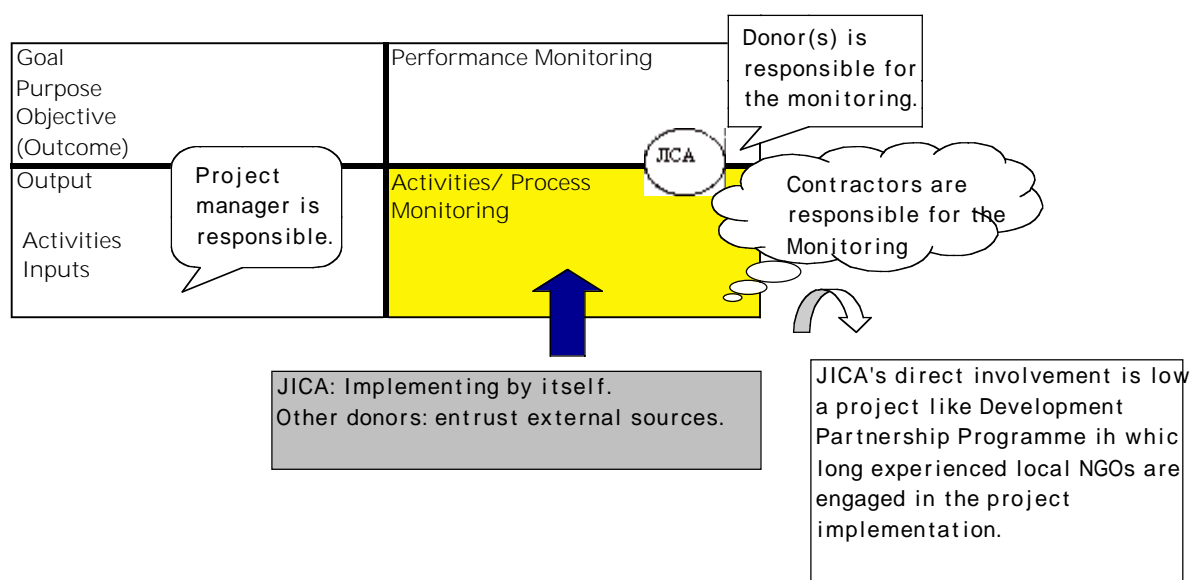 Goal
Purpose
Objective
(Outcome)
Performance Monitoring
Donor(s) is
responsible for
the monitoring.
JICA
Output
Activities
Inputs
Project
manager is
responsible.
Activities/ Process
Monitoring
Contractors are
responsible for the
Monitoring
JICA: Implementing by itself.
Other donors: entrust external sources.
JICA's direct involvement is low
a project like Development
Partnership Programme ih whic
long experienced local NGOs are
engaged in the project
implementation.